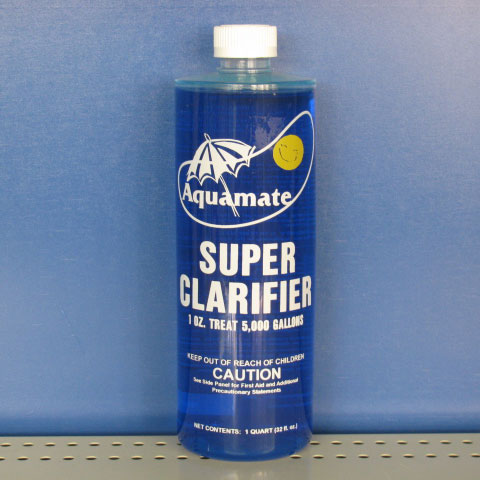 Aquamate
SUPER
CLARIFIER
1 OZ. TREAT 5,000 GALLONS
KEEP OUT OF REACH OF CHILDREN
CAUTION
See Side Panel for First Aid and Additional
Precautionary Statements
NET CONTENTS: 1 QUART (32 fl. oz.)